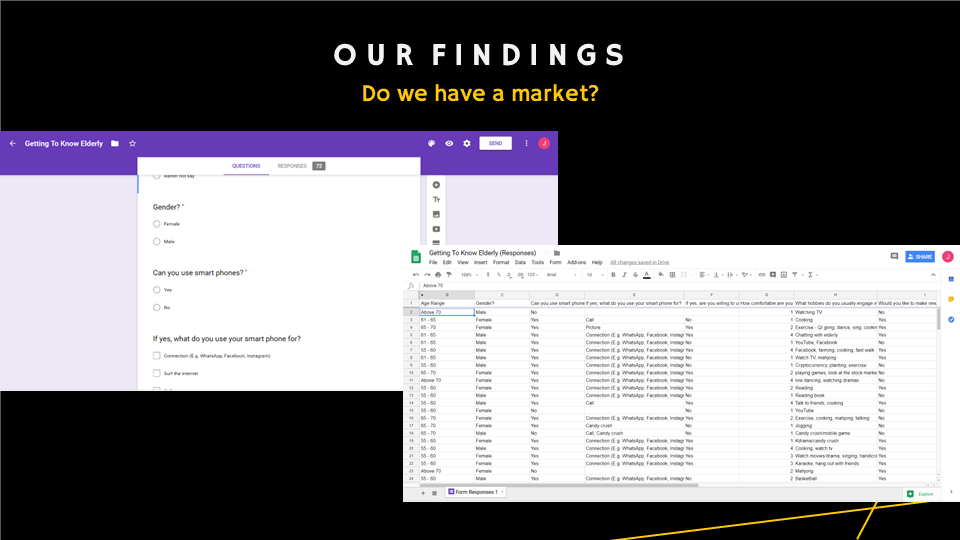 OUR FINDINGS
Do we have a market?
Getting To Know Elderly
SEND
J
QUESTIONS RESPONSES 72
Rather not say
Gender? *
Female
Male
Can you use smart phones? *
Yes
No
If yes, what do you use your smart phone for?
Connection (E.g. WhatsApp, Facebook, Instagram)
Surf the internet
Getting To Know Elderly (Responses)
File Edit View Insert Format Data Tools Form Add-ons Help All changes saved in Drive
SHARE
J
100% $ % .0 .00 123 Arial 10 B I S A
fx Above 70
B C D E F G H I
1 Age Range Gender? Can you use smart phone If yes, what do you use your smart phone for? If yes, are you willing to u How comfortable are you What hobbies do you usually engage in Would you like to make new
2 Above 70 Male No 1 Watching TV No
3 61 - 65 Female Yes Call No 1 Cooking Yes
4 65 - 70 Female Yes Picture Yes 2 Exercise - Qi gong, dance, sing, cookin Yes
5 61 - 65 Male Yes Connection (E.g. WhatsApp, Facebook, Instagr Yes 4 Chatting with elderly Yes
6 61 - 65 Female Yes Connection (E.g. WhatsApp, Facebook, Instagr No 1 YouTube, Facebook No
7 55 - 60 Male Yes Connection (E.g. WhatsApp, Facebook, Instagr Yes 4 Facebook, farming, cooking, fast walk Yes
8 61 - 65 Male Yes Connection (E.g. WhatsApp, Facebook, Instagr No 1 Watch TV, mahjong Yes
9 55 - 60 Male Yes Connection (E.g. WhatsApp, Facebook, Instagr No 1 Cryptocurrency, planting, exercise No
10 65 - 70 Female Yes Connection (E.g. WhatsApp, Facebook, Instagr Yes 2 playing games, look at the stock market No
11 Above 70 Female Yes Connection (E.g. WhatsApp, Facebook, Instagr No 4 line dancing, watching dramas Yes
12 55 - 60 Female Yes Connection (E.g. WhatsApp, Facebook, Instagr Yes 2 Reading Yes
13 55 - 60 Male Yes Connection (E.g. WhatsApp, Facebook, Instagr No 1 Reading book No
14 55 - 60 Male Yes Call Yes 4 Talk to friends, cooking Yes
15 55 - 60 Female No No 1 YouTube No
16 65 - 70 Female Yes Connection (E.g. WhatsApp, Facebook, Instagr Yes 2 Exercise, cooking, mahjong, talking Yes
17 65 - 70 Female Yes Candy crush No 1 Jogging No
18 55 - 60 Male No Call, Candy crush No 1 Candy crush/mobile game No
19 55 - 60 Female Yes Connection (E.g. WhatsApp, Facebook, Instagr Yes 1 Kdrama/candy crush Yes
20 55 - 60 Male Yes Connection (E.g. WhatsApp, Facebook, Instagr Yes 4 Cooking, watch tv Yes
21 55 - 60 Female Yes Connection (E.g. WhatsApp, Facebook, Instagr Yes 3 Watch movies/drama, singing, handicra Yes
22 55 - 60 Female Yes Connection (E.g. WhatsApp, Facebook, Instagr Yes 3 Karaoke, hang out with friends Yes
23 Above 70 Female No No 2 Mahjong No
24 55 - 60 Male Yes Connection (E.g. WhatsApp, Facebook, Instagr No 2 Basketball Yes
Form Responses 1
Explore